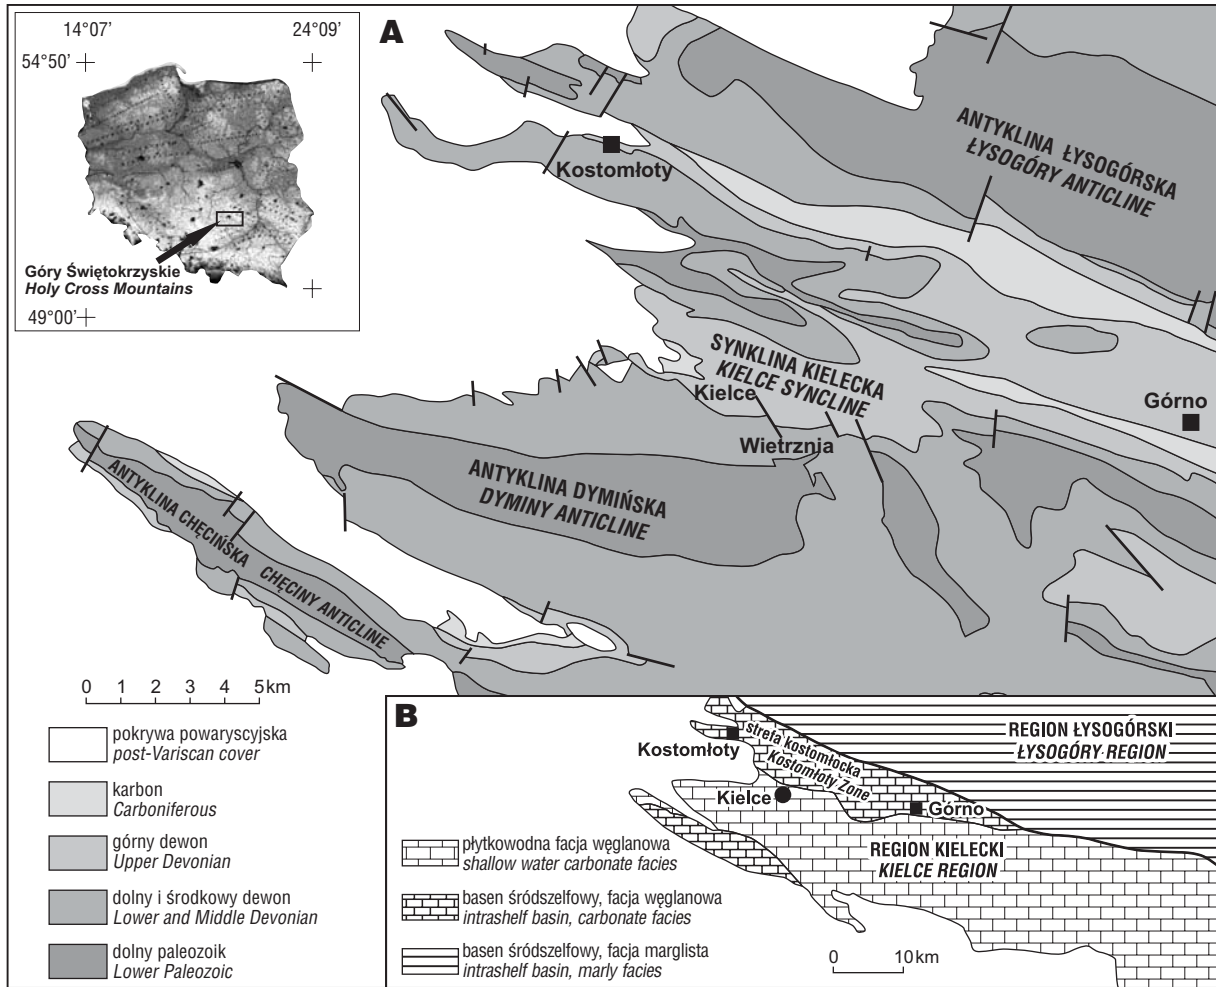 14°07' 24°09'
54°50'
Góry Świętokrzyskie
Holy Cross Mountains
49°00'
A
Kostomłoty
ANTYKLINA ŁYSOGÓRSKA
ŁYSOGÓRY ANTICLINE
SYNKLINA KIELECKA
KIELCE SYNCLINE
Kielce
Wietrznia
Górno
ANTYKLINA DYMIŃSKA
DYMINY ANTICLINE
ANTYKLINA CHĘCIŃSKA
CHĘCINY ANTICLINE
0 1 2 3 4 5 km
pokrywa powaryscyjska
post-Variscan cover
karbon
Carboniferous
górny dewon
Upper Devonian
dolny i środkowy dewon
Lower and Middle Devonian
dolny paleozoik
Lower Paleozoic
B
Kostomłoty
strefa kostomłocka
Kostomłoty Zone
REGION ŁYSOGÓRSKI
ŁYSOGÓRY REGION
Kielce
Górno
REGION KIELECKI
KIELCE REGION
płytkowodna facja węglanowa
shallow water carbonate facies
basen śródszelfowy, facja węglanowa
intrashelf basin, carbonate facies
basen śródszelfowy, facja marglista
intrashelf basin, marly facies
0 10 km